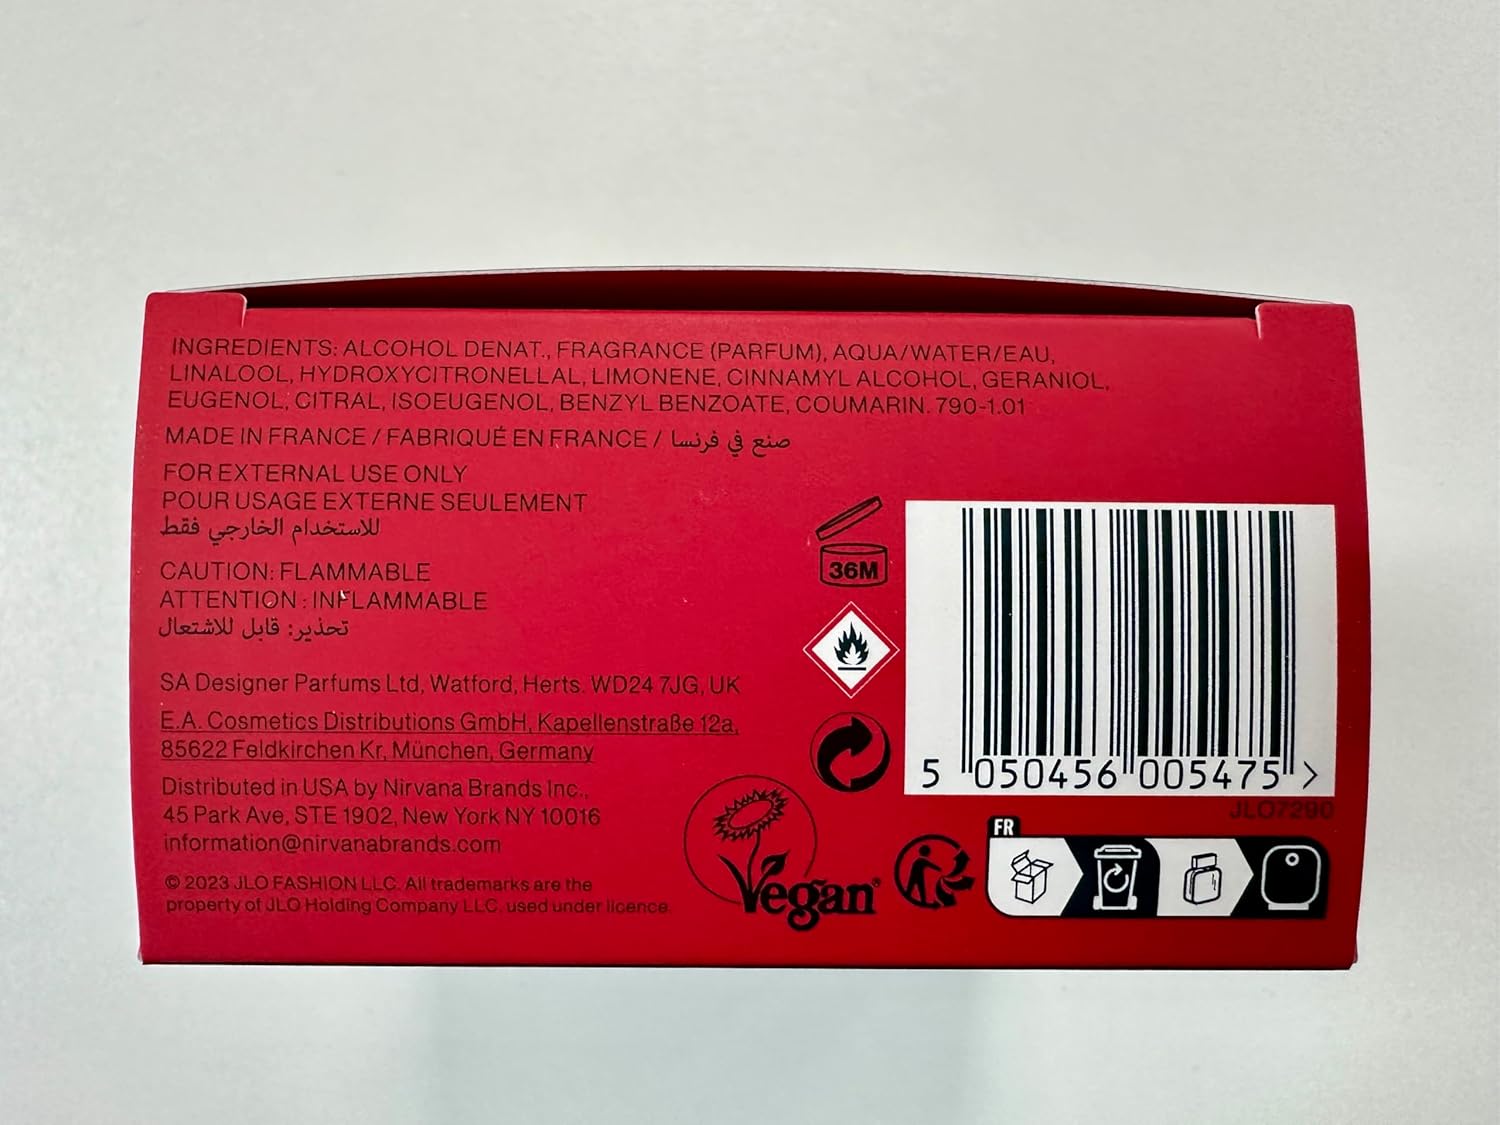 INGREDIENTS: ALCOHOL DENAT., FRAGRANCE (PARFUM), AQUA/WATER/EAU,
LINALOOL, HYDROXYCITRONELLAL, LIMONENE, CINNAMYL ALCOHOL, GERANIOL,
EUGENOL, CITRAL, ISOEUGENOL, BENZYL BENZOATE, COUMARIN. 790-1.01
MADE IN FRANCE / FABRIQUÉ EN FRANCE / صنع في فرنسا
FOR EXTERNAL USE ONLY
POUR USAGE EXTERNE SEULEMENT
للاستخدام الخارجي فقط
CAUTION: FLAMMABLE
ATTENTION : INFLAMMABLE
تحذير: قابل للاشتعال
SA Designer Parfums Ltd, Watford, Herts. WD24 7JG, UK
E.A. Cosmetics Distributions GmbH, Kapellenstraße 12a,
85622 Feldkirchen Kr, München, Germany
Distributed in USA by Nirvana Brands Inc.,
45 Park Ave, STE 1902, New York NY 10016
information@nirvanabrands.com
© 2023 JLO FASHION LLC. All trademarks are the
property of JLO Holding Company LLC, used under licence.
36M
Vegan
5 050456 005475 >
JLO7290
FR